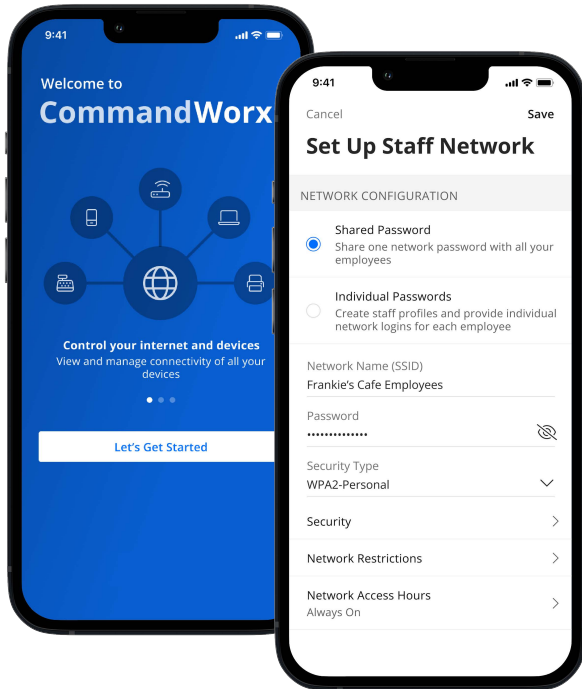 9:41
Welcome to
CommandWorx
Control your internet and devices
View and manage connectivity of all your
devices
Let's Get Started
9:41
Cancel
Save
Set Up Staff Network
NETWORK CONFIGURATION
Shared Password
Share one network password with all your
employees
Individual Passwords
Create staff profiles and provide individual
network logins for each employee
Network Name (SSID)
Frankie's Cafe Employees
Password
••••••••••••••
Security Type
WPA2-Personal
Security
Network Restrictions
Network Access Hours
Always On